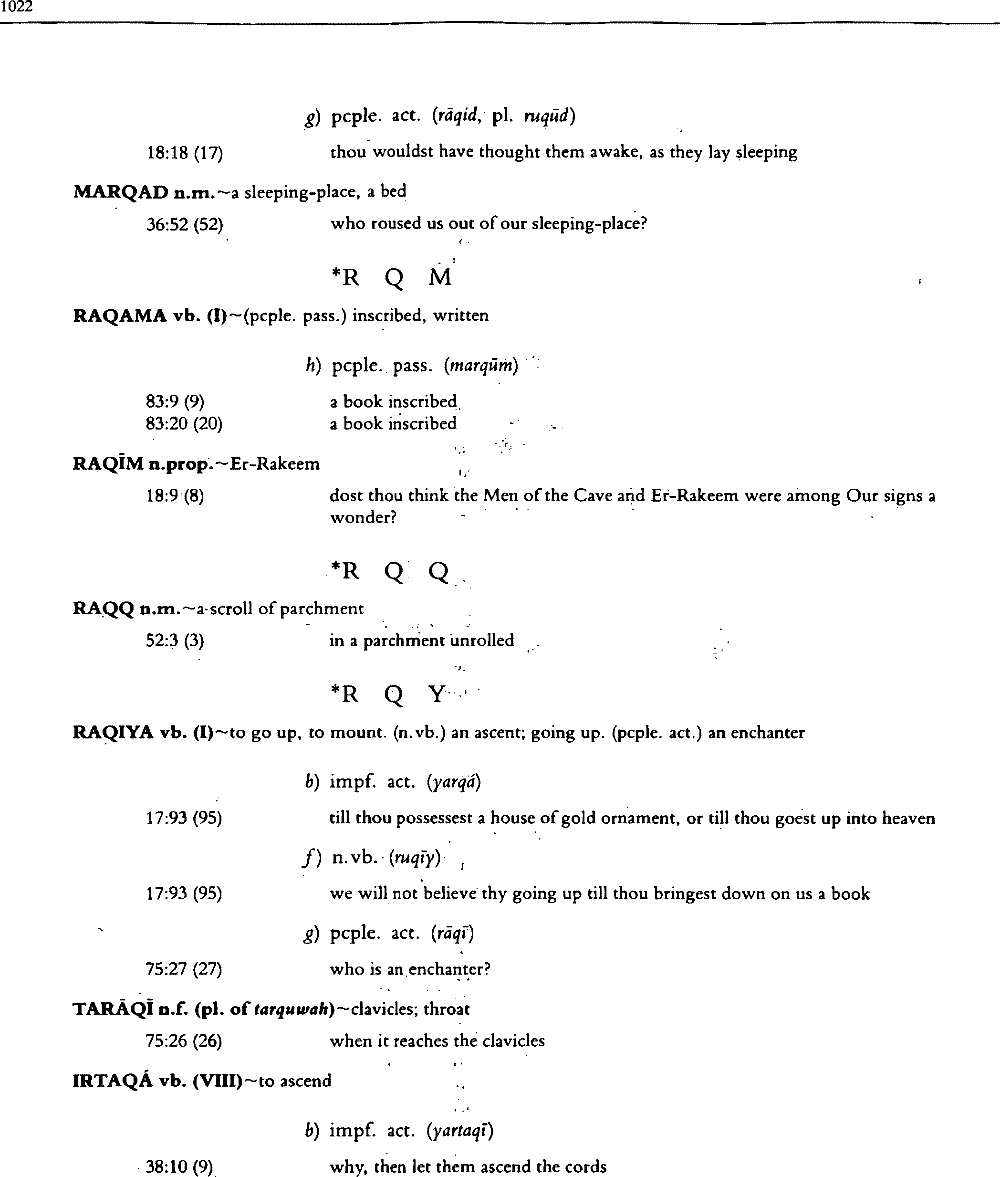 1022
g) pcple. act. (rāqid, pl. ruqūd)
18:18 (17) thou wouldst have thought them awake, as they lay sleeping
MARQAD n.m.~a sleeping-place, a bed
36:52 (52) who roused us out of our sleeping-place?
*R Q M
RAQAMA vb. (I)~(pcple. pass.) inscribed, written
h) pcple. pass. (marqūm)
83:9 (9) a book inscribed
83:20 (20) a book inscribed
RAQĪM n.prop.~Er-Rakeem
18:9 (8) dost thou think the Men of the Cave and Er-Rakeem were among Our signs a
wonder?
*R Q Q
RAQQ n.m.~a scroll of parchment
52:3 (3) in a parchment unrolled
*R Q Y
RAQIYA vb. (I)~to go up, to mount. (n.vb.) an ascent; going up. (pcple. act.) an enchanter
b) impf. act. (yarqá)
17:93 (95) till thou possessest a house of gold ornament, or till thou goest up into heaven
f) n.vb. (ruqīy)
17:93 (95) we will not believe thy going up till thou bringest down on us a book
g) pcple. act. (rāqī)
75:27 (27) who is an enchanter?
TARĀQĪ n.f. (pl. of tarquwah)~clavicles; throat
75:26 (26) when it reaches the clavicles
IRTAQÁ vb. (VIII)~to ascend
b) impf. act. (yartaqī)
38:10 (9) why, then let them ascend the cords